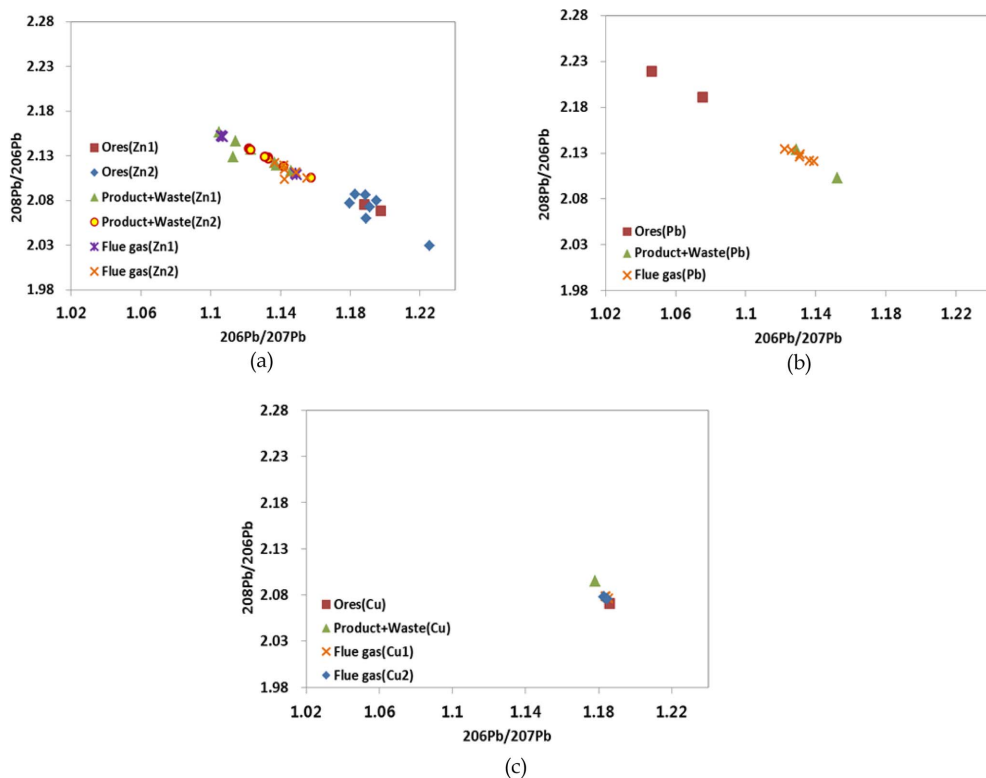 2.28
2.23
2.18
2.13
2.08
2.03
1.98
208Pb/206Pb
Ores(Zn1)
Ores(Zn2)
Product+Waste(Zn1)
Product+Waste(Zn2)
Flue gas(Zn1)
Flue gas(Zn2)
1.02 1.06 1.1 1.14 1.18 1.22
206Pb/207Pb
(a)
2.28
2.23
2.18
2.13
2.08
2.03
1.98
208Pb/206Pb
Ores(Pb)
Product+Waste(Pb)
Flue gas(Pb)
1.02 1.06 1.1 1.14 1.18 1.22
206Pb/207Pb
(b)
2.28
2.23
2.18
2.13
2.08
2.03
1.98
208Pb/206Pb
Ores(Cu)
Product+Waste(Cu)
Flue gas(Cu1)
Flue gas(Cu2)
1.02 1.06 1.1 1.14 1.18 1.22
206Pb/207Pb
(c)